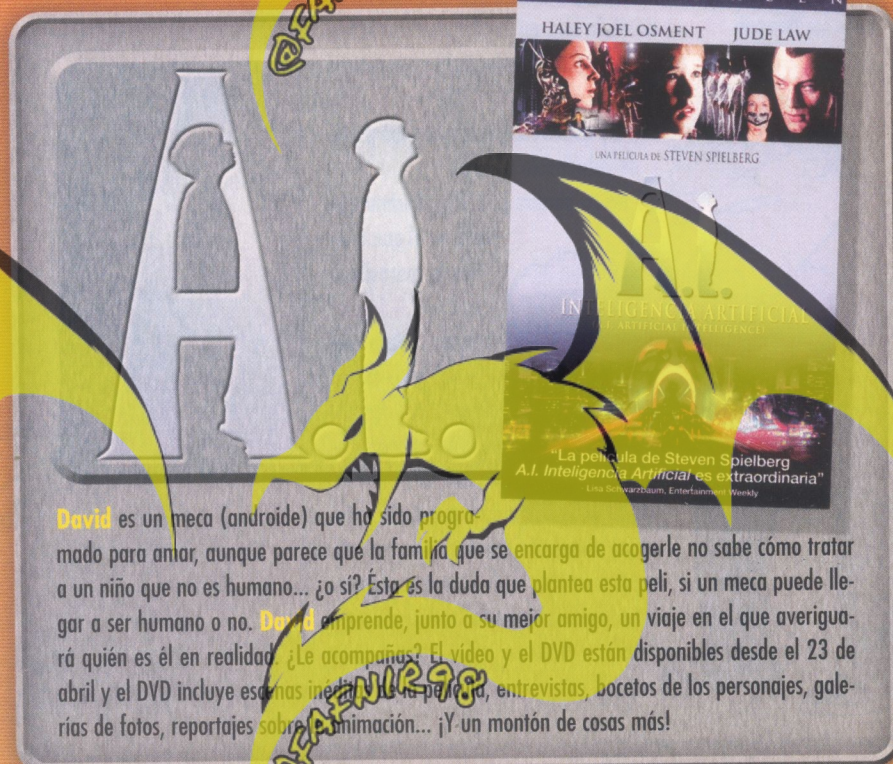 @FAFNIR98
HALEY JOEL OSMENT JUDE LAW
UNA PELICULA DE STEVEN SPIELBERG
A.I.
A.I.
INTELIGENCIA ARTIFICIAL
(A.I. ARTIFICIAL INTELLIGENCE)
"La película de Steven Spielberg
A.I. Inteligencia Artificial es extraordinaria"
Lisa Schwarzbaum, Entertainment Weekly
David es un meca (androide) que ha sido progra-
mado para amar, aunque parece que la familia que se encarga de acogerle no sabe cómo tratar
a un niño que no es humano... ¿o sí? Ésta es la duda que plantea esta peli, si un meca puede lle-
gar a ser humano o no. David emprende, junto a su mejor amigo, un viaje en el que averigua-
rá quién es él en realidad. ¿Le acompañas? El vídeo y el DVD están disponibles desde el 23 de
abril y el DVD incluye escenas inéditas de la película, entrevistas, bocetos de los personajes, gale-
rías de fotos, reportajes sobre la animación... ¡Y un montón de cosas más!
@FAFNIR98